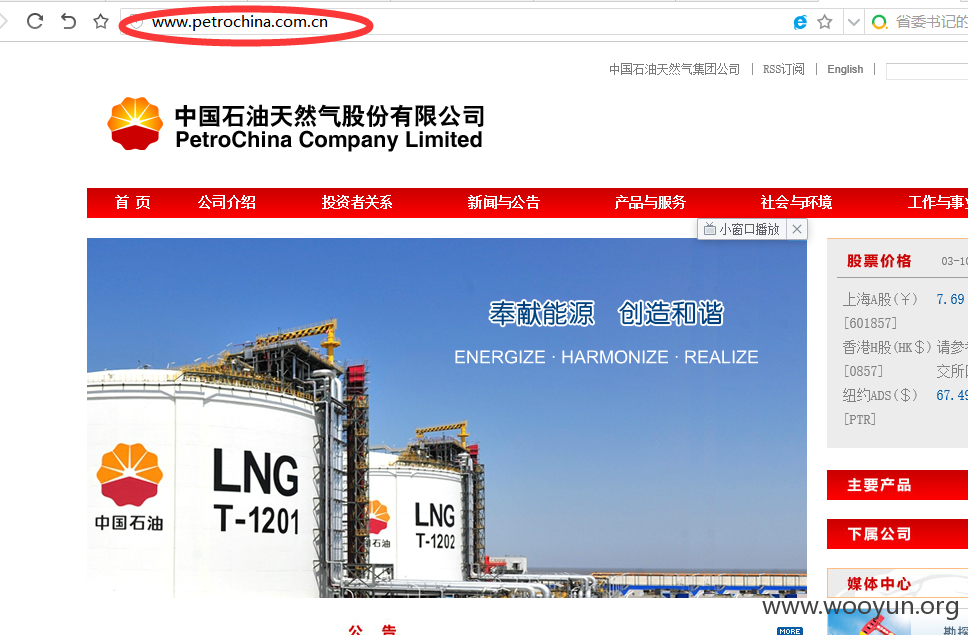 www.petrochina.com.cn
省委书记的
中国石油天然气集团公司 | RSS订阅 | English |
中国石油天然气股份有限公司
PetroChina Company Limited
首 页 公司介绍 投资者关系 新闻与公告 产品与服务 社会与环境 工作与事业
小窗口播放
奉献能源 创造和谐
ENERGIZE · HARMONIZE · REALIZE
LNG
T-1201
中国石油
LNG
T-1202
石油
股票价格 03-10
上海A股(¥) 7.69
[601857]
香港H股(HK$) 请参
[0857] 交所
纽约ADS($) 67.49
[PTR]
主要产品
下属公司
媒体中心
www.wooyun.org
公 告
MORE
勘探